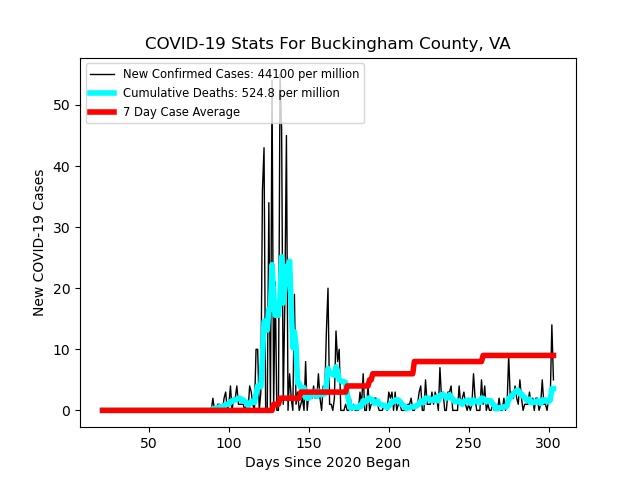 COVID-19 Stats For Buckingham County, VA
New Confirmed Cases: 44100 per million
Cumulative Deaths: 524.8 per million
7 Day Case Average
New COVID-19 Cases
50
40
30
20
10
0
50 100 150 200 250 300
Days Since 2020 Began